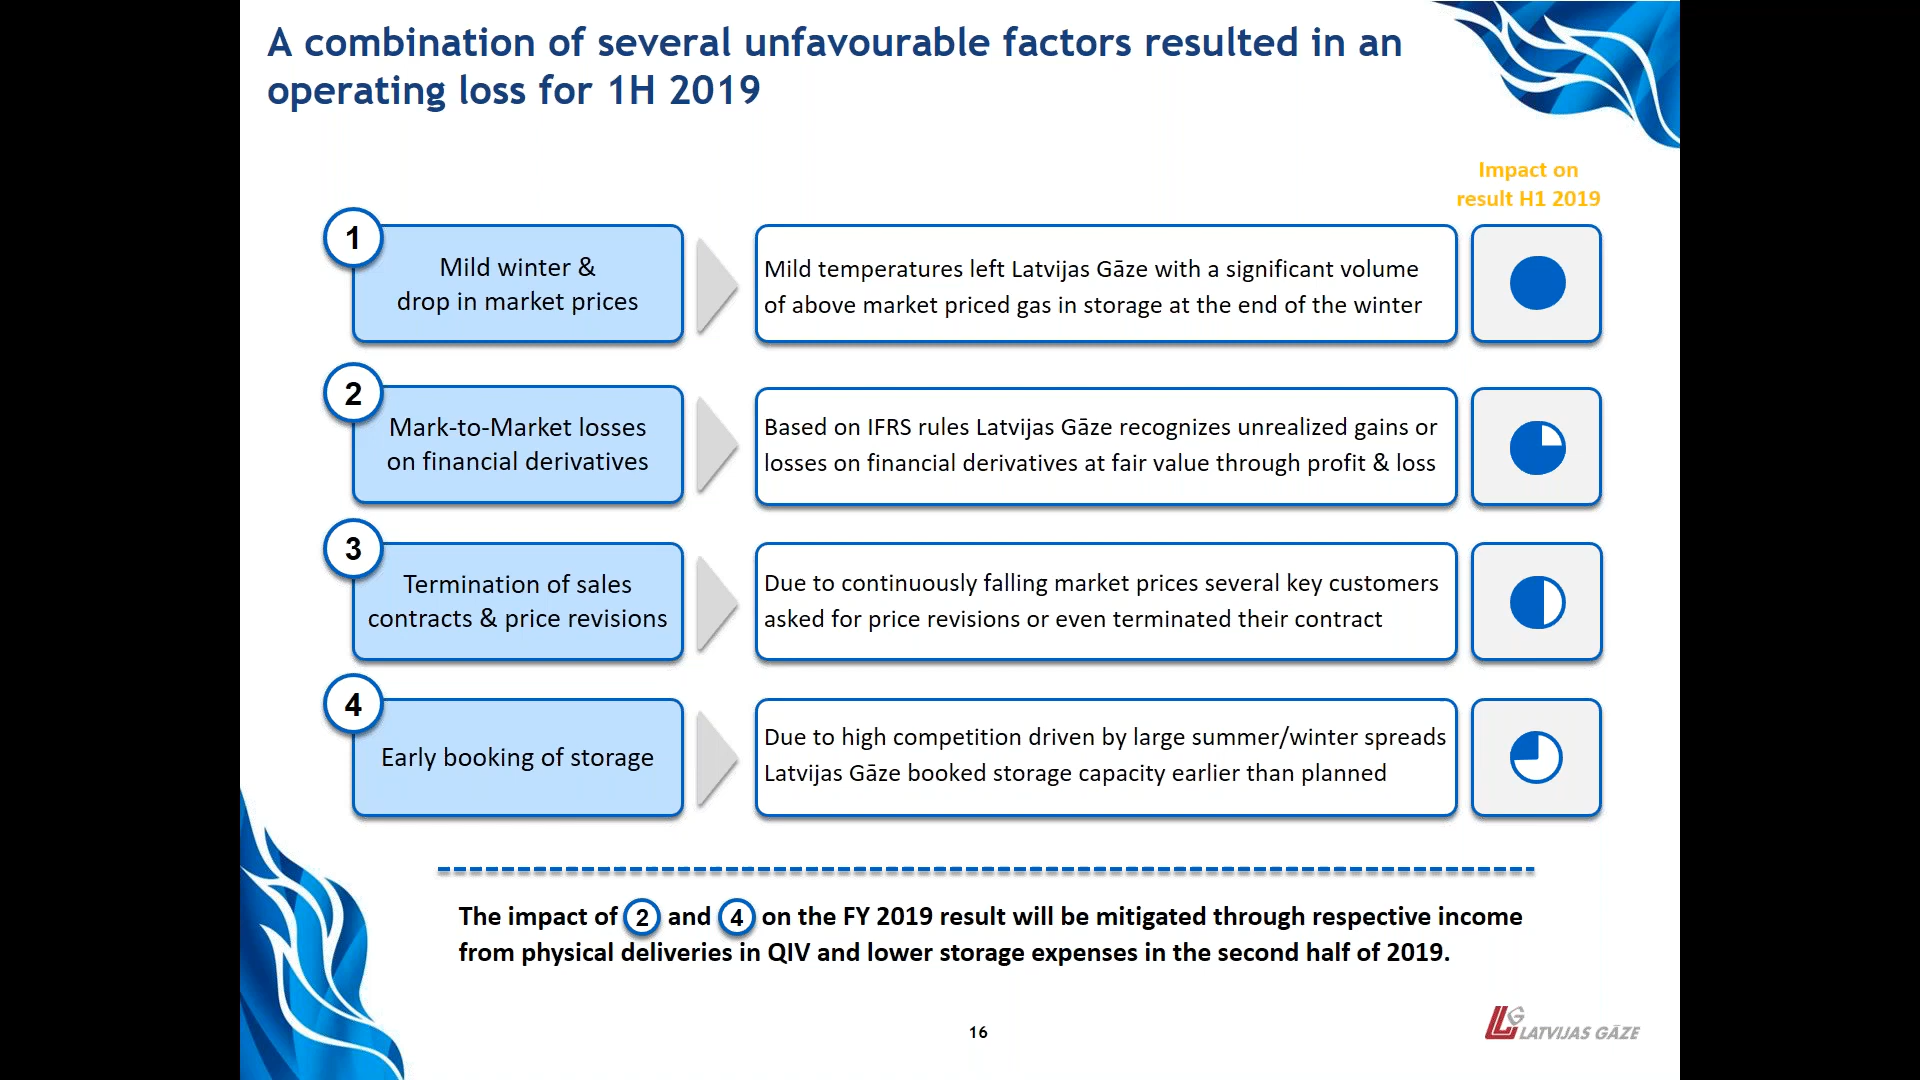 A combination of several unfavourable factors resulted in an
operating loss for 1H 2019
Impact on
result H1 2019
1
Mild winter &
drop in market prices
Mild temperatures left Latvijas Gāze with a significant volume
of above market priced gas in storage at the end of the winter
2
Mark-to-Market losses
on financial derivatives
Based on IFRS rules Latvijas Gāze recognizes unrealized gains or
losses on financial derivatives at fair value through profit & loss
3
Termination of sales
contracts & price revisions
Due to continuously falling market prices several key customers
asked for price revisions or even terminated their contract
4
Early booking of storage
Due to high competition driven by large summer/winter spreads
Latvijas Gāze booked storage capacity earlier than planned
The impact of 2 and 4 on the FY 2019 result will be mitigated through respective income
from physical deliveries in QIV and lower storage expenses in the second half of 2019.
16
LG LATVIJAS GĀZE